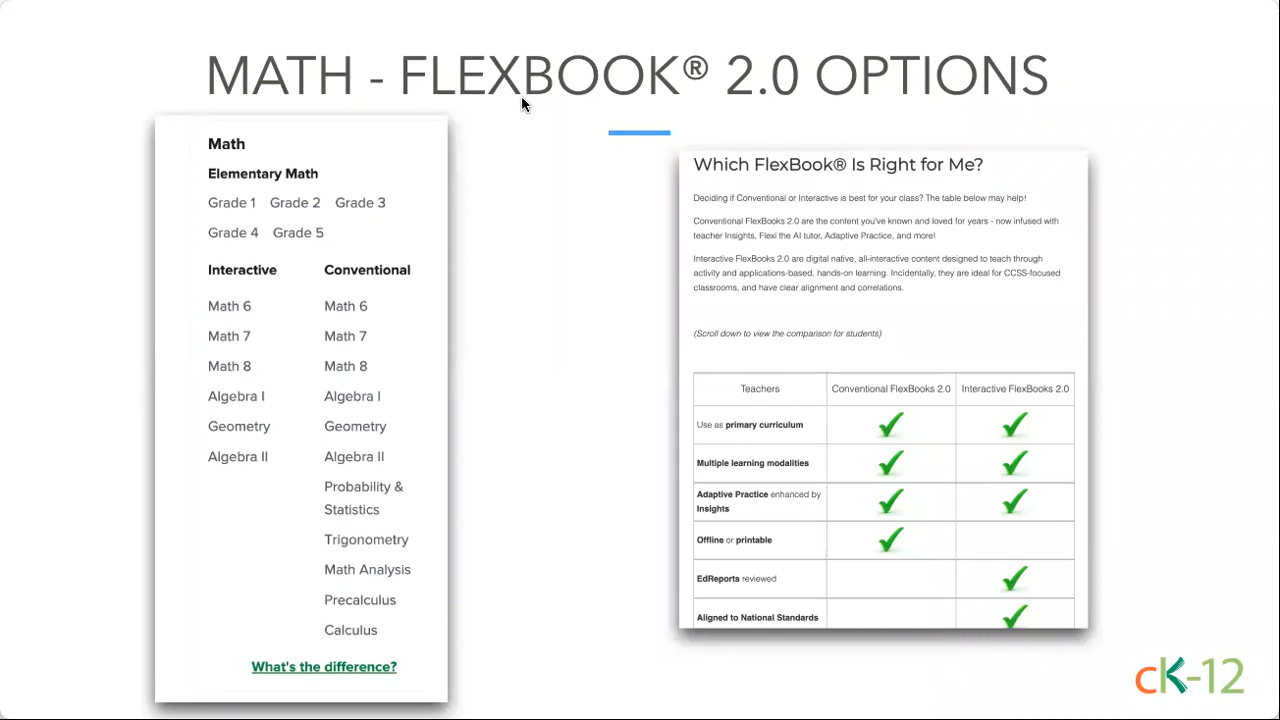 MATH - FLEXBOOK® 2.0 OPTIONS
Math
Elementary Math
Grade 1 Grade 2 Grade 3
Grade 4 Grade 5
Interactive Conventional
Math 6 Math 6
Math 7 Math 7
Math 8 Math 8
Algebra I Algebra I
Geometry Geometry
Algebra II Algebra II
Probability &
Statistics
Trigonometry
Math Analysis
Precalculus
Calculus
What's the difference?
Which FlexBook® Is Right for Me?
Deciding if Conventional or Interactive is best for your class? The table below may help!
Conventional FlexBooks 2.0 are the content you've known and loved for years - now infused with
teacher Insights, Flexi the AI tutor, Adaptive Practice, and more!
Interactive FlexBooks 2.0 are digital native, all-interactive content designed to teach through
activity and applications-based, hands-on learning. Incidentally, they are ideal for CCSS-focused
classrooms, and have clear alignment and correlations.
(Scroll down to view the comparison for students)
Teachers Conventional FlexBooks 2.0 Interactive FlexBooks 2.0
Use as primary curriculum
Multiple learning modalities
Adaptive Practice enhanced by
Insights
Offline or printable
EdReports reviewed
Aligned to National Standards
cK-12